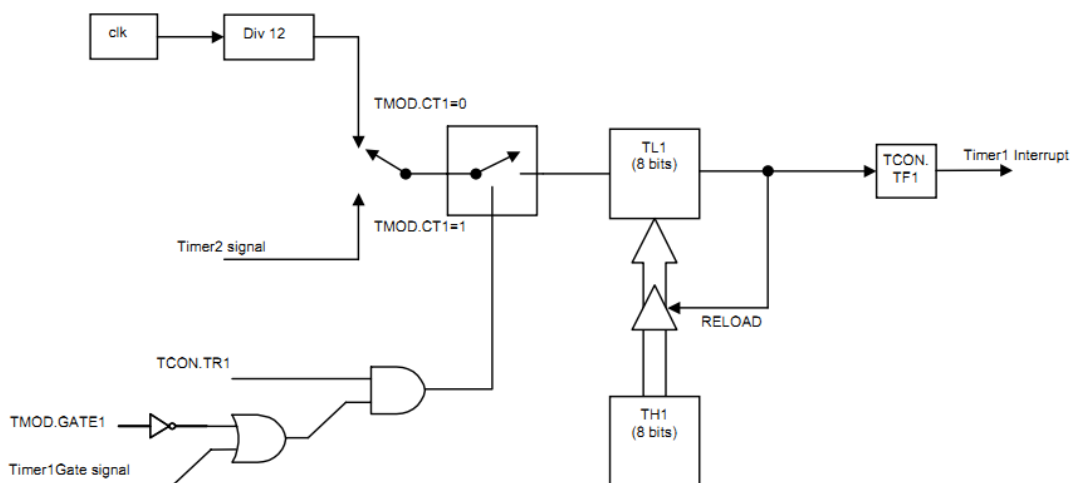 clk
Div 12
TMOD.CT1=0
TL1
(8 bits)
TCON.
TF1
Timer1 Interrupt
TMOD.CT1=1
Timer2 signal
RELOAD
TCON.TR1
TMOD.GATE1
TH1
(8 bits)
Timer1Gate signal